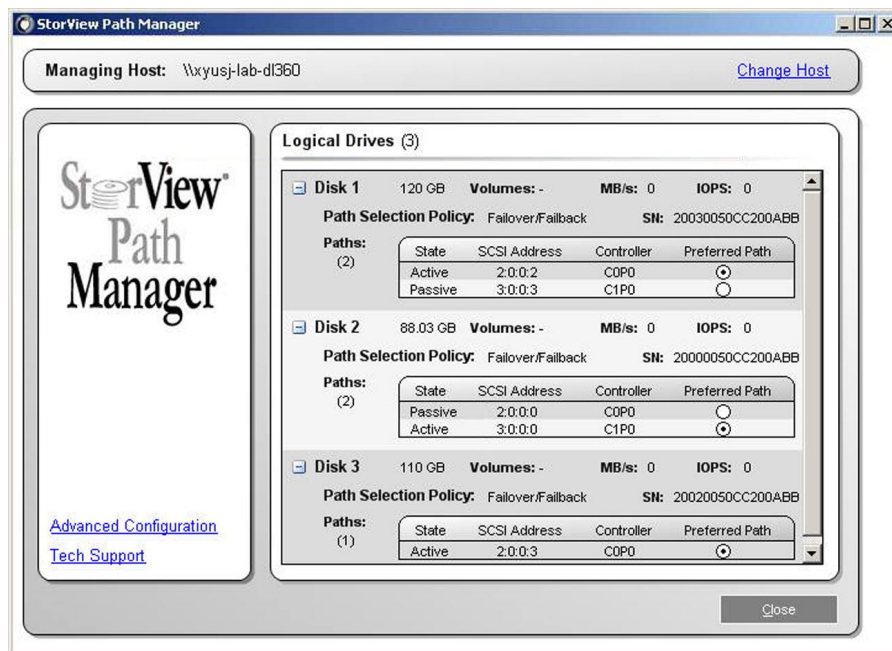 StorView Path Manager
Managing Host: \\xyusj-lab-dl360 Change Host
StorView®
Path
Manager
Advanced Configuration
Tech Support
Logical Drives (3)
Disk 1 120 GB Volumes: - MB/s: 0 IOPS: 0
Path Selection Policy: Failover/Failback SN: 20030050CC200ABB
Paths:
(2)
State SCSI Address Controller Preferred Path
Active 2:0:0:2 C0P0
Passive 3:0:0:3 C1P0
Disk 2 88.03 GB Volumes: - MB/s: 0 IOPS: 0
Path Selection Policy: Failover/Failback SN: 20000050CC200ABB
Paths:
(2)
State SCSI Address Controller Preferred Path
Passive 2:0:0:0 C0P0
Active 3:0:0:0 C1P0
Disk 3 110 GB Volumes: - MB/s: 0 IOPS: 0
Path Selection Policy: Failover/Failback SN: 20020050CC200ABB
Paths:
(1)
State SCSI Address Controller Preferred Path
Active 2:0:0:3 C0P0
Close